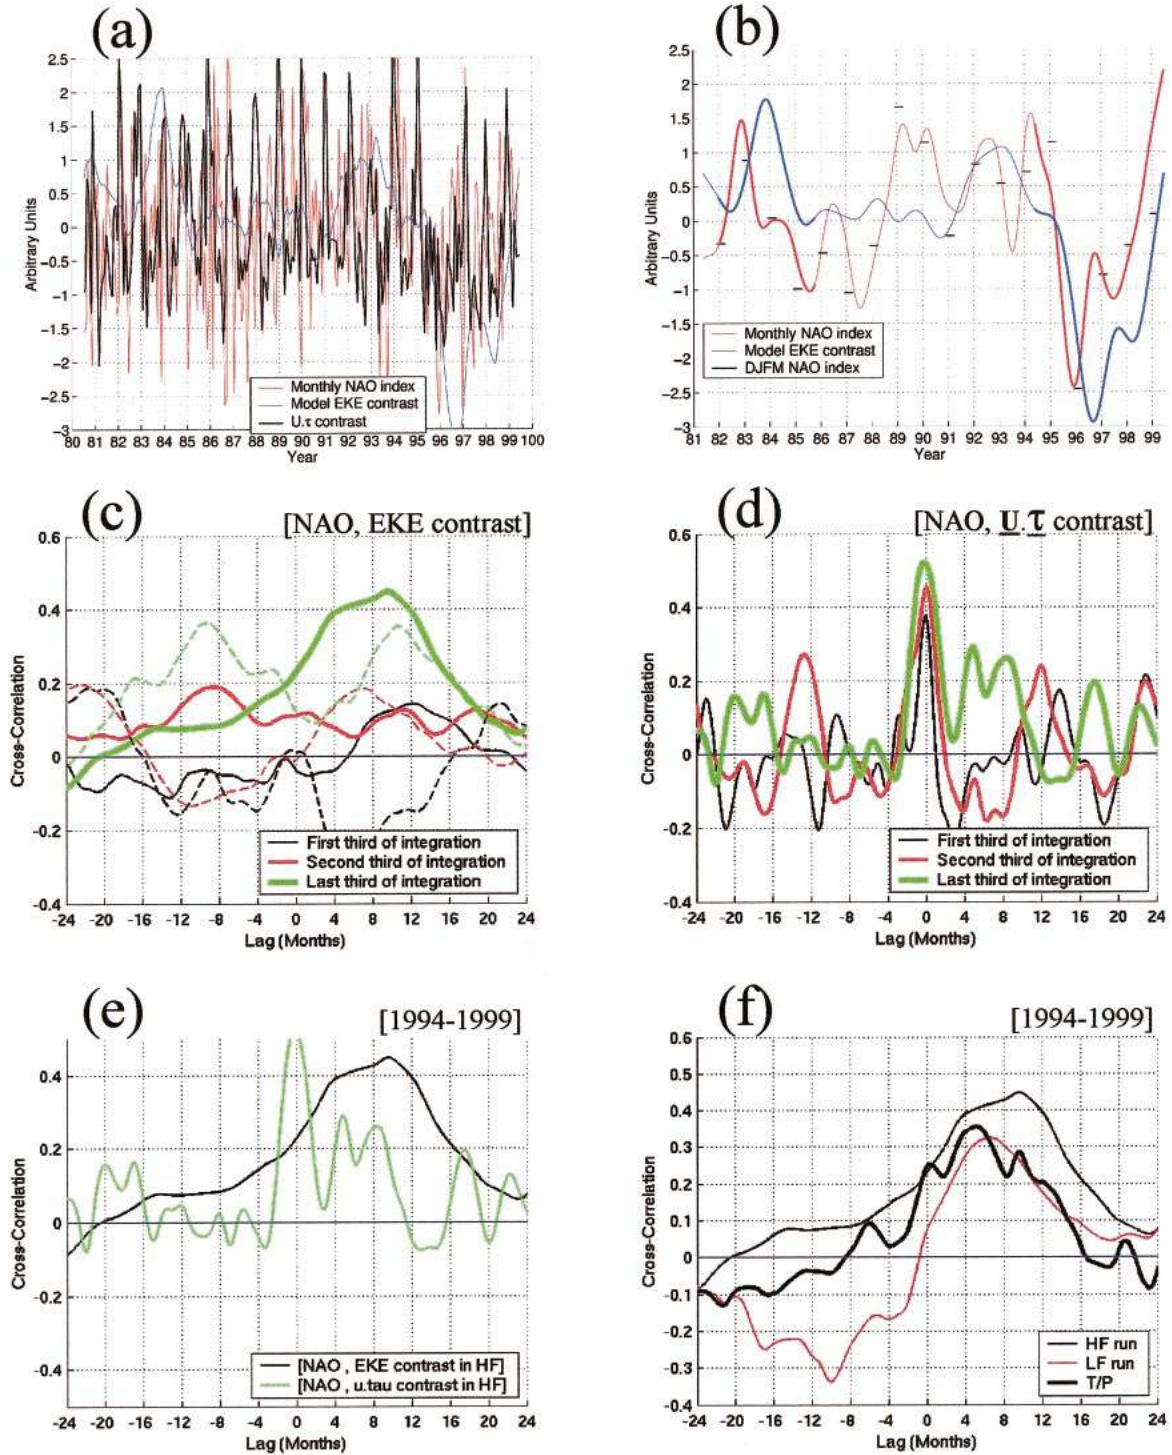 (a)
2.5
2
1.5
1
0.5
0
−0.5
−1
−1.5
−2
−2.5
−3
Arbitrary Units
Monthly NAO index
Model EKE contrast
U.τ contrast
80 81 82 83 84 85 86 87 88 89 90 91 92 93 94 95 96 97 98 99 100
Year
(b)
2.5
2
1.5
1
0.5
0
−0.5
−1
−1.5
−2
−2.5
−3
Arbitrary Units
Monthly NAO index
Model EKE contrast
DJFM NAO index
81 82 83 84 85 86 87 88 89 90 91 92 93 94 95 96 97 98 99
Year
(c)
[NAO, EKE contrast]
0.6
0.4
0.2
0
-0.2
-0.4
Cross-Correlation
First third of integration
Second third of integration
Last third of integration
-24 -20 -16 -12 -8 -4 0 4 8 12 16 20 24
Lag (Months)
(d)
[NAO, U.τ contrast]
0.6
0.4
0.2
0
-0.2
-0.4
Cross-Correlation
First third of integration
Second third of integration
Last third of integration
-24 -20 -16 -12 -8 -4 0 4 8 12 16 20 24
Lag (Months)
(e)
[1994-1999]
0.4
0.2
0
-0.2
-0.4
Cross-Correlation
[NAO , EKE contrast in HF]
[NAO , u.tau contrast in HF]
-24 -20 -16 -12 -8 -4 0 4 8 12 16 20 24
Lag (Months)
(f)
[1994-1999]
0.6
0.5
0.4
0.3
0.2
0.1
0
-0.1
-0.2
-0.3
-0.4
Cross-Correlation
HF run
LF run
T/P
-24 -20 -16 -12 -8 -4 0 4 8 12 16 20 24
Lag (Months)